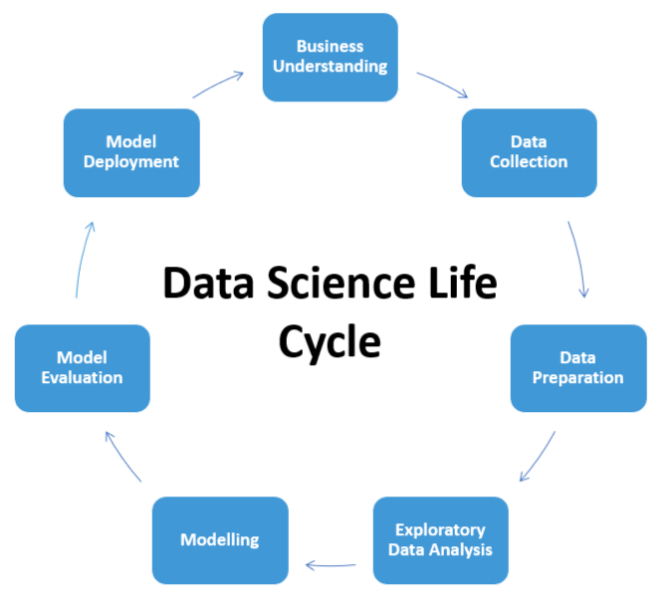 Business
Understanding
Data
Collection
Data
Preparation
Exploratory
Data Analysis
Modelling
Model
Evaluation
Model
Deployment
Data Science Life
Cycle